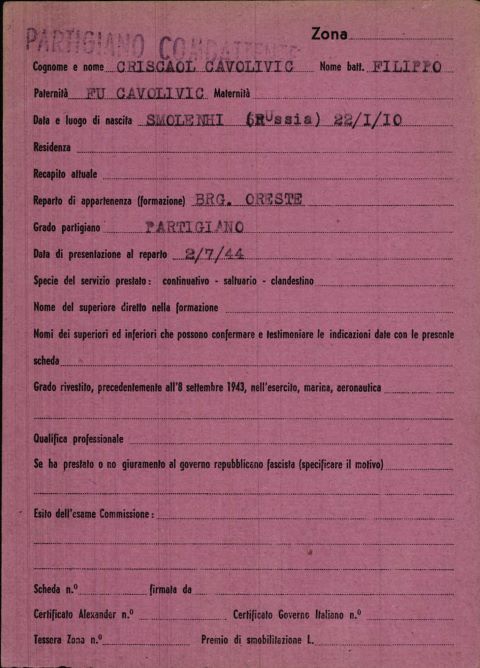 Zona
PARTIGIANO COMBATTENTE
Cognome e nome CRISCAOL CAVOLIVIC Nome batt. FILIPPO
Paternità FU CAVOLIVIC Maternità
Data e luogo di nascita SMOLENHI (RUssia) 22/I/10
Residenza
Recapito attuale
Reparto di appartenenza (formazione) BRG. ORESTE
Grado partigiano PARTIGIANO
Data di presentazione al reparto 2/7/44
Specie del servizio prestato: continuativo - saltuario - clandestino
Nome del superiore diretto nella formazione
Nomi dei superiori ed inferiori che possono confermare e testimoniare le indicazioni date con le presente
scheda
Grado rivestito, precedentemente all'8 settembre 1943, nell'esercito, marina, aeronautica
Qualifica professionale
Se ha prestato o no giuramento al governo repubblicano fascista (specificare il motivo)
Esito dell'esame Commissione:
Scheda n.º firmata da
Certificato Alexander n.º Certificato Governo Italiano n.º
Tessera Zona n.º Premio di smobilitazione L.